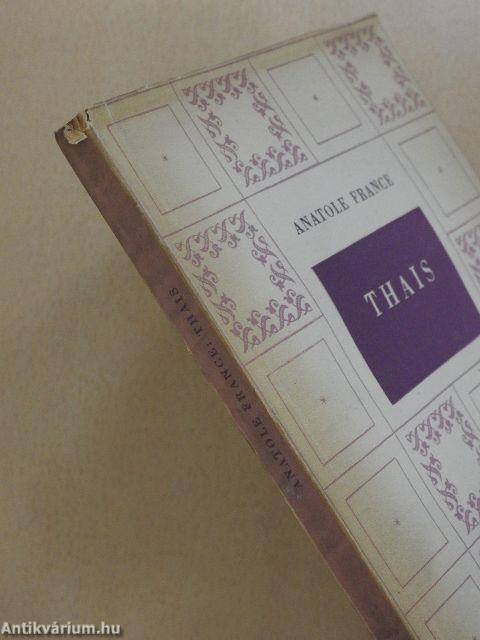 ANATOLE FRANCE
THAIS
ANATOLE FRANCE: THAIS
Antikvárium.hu